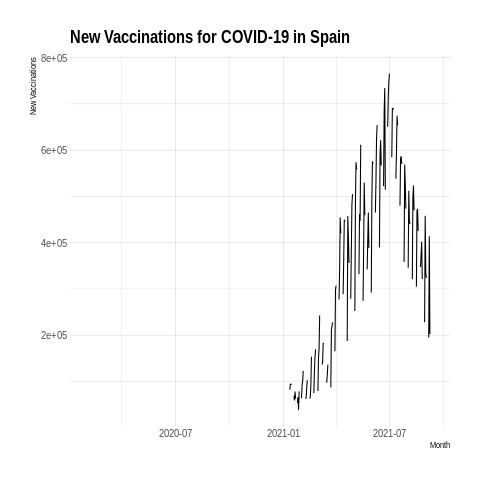 New Vaccinations for COVID-19 in Spain
New Vaccinations
8e+05
6e+05
4e+05
2e+05
2020-07
2021-01
2021-07
Month